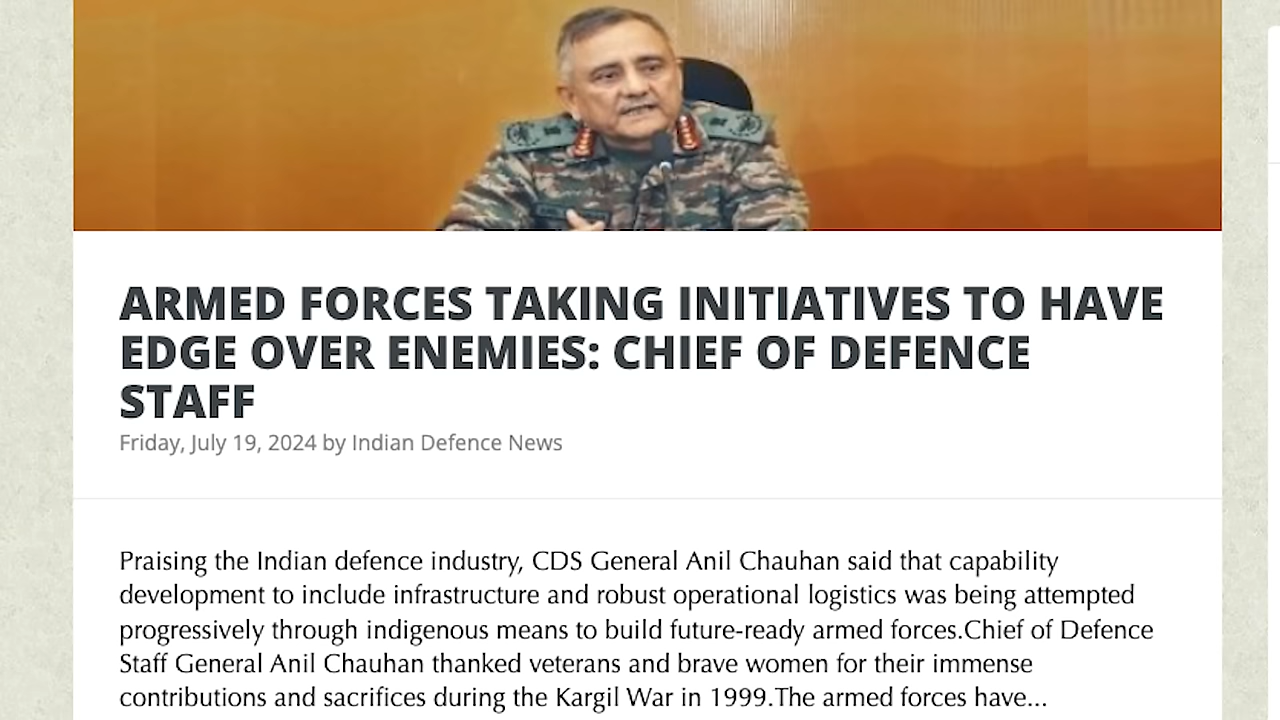 ARMED FORCES TAKING INITIATIVES TO HAVE
EDGE OVER ENEMIES: CHIEF OF DEFENCE
STAFF
Friday, July 19, 2024 by Indian Defence News
Praising the Indian defence industry, CDS General Anil Chauhan said that capability
development to include infrastructure and robust operational logistics was being attempted
progressively through indigenous means to build future-ready armed forces.Chief of Defence
Staff General Anil Chauhan thanked veterans and brave women for their immense
contributions and sacrifices during the Kargil War in 1999.The armed forces have...